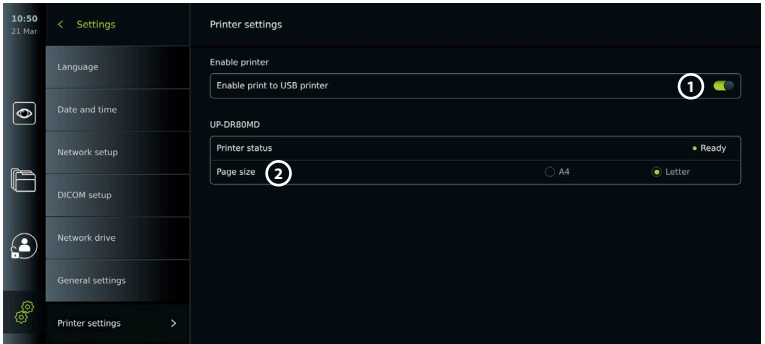 10:50
21 Mar
< Settings
Language
Date and time
Network setup
DICOM setup
Network drive
General settings
Printer settings >
Printer settings
Enable printer
Enable print to USB printer 1
UP-DR80MD
Printer status Ready
Page size 2 A4 Letter